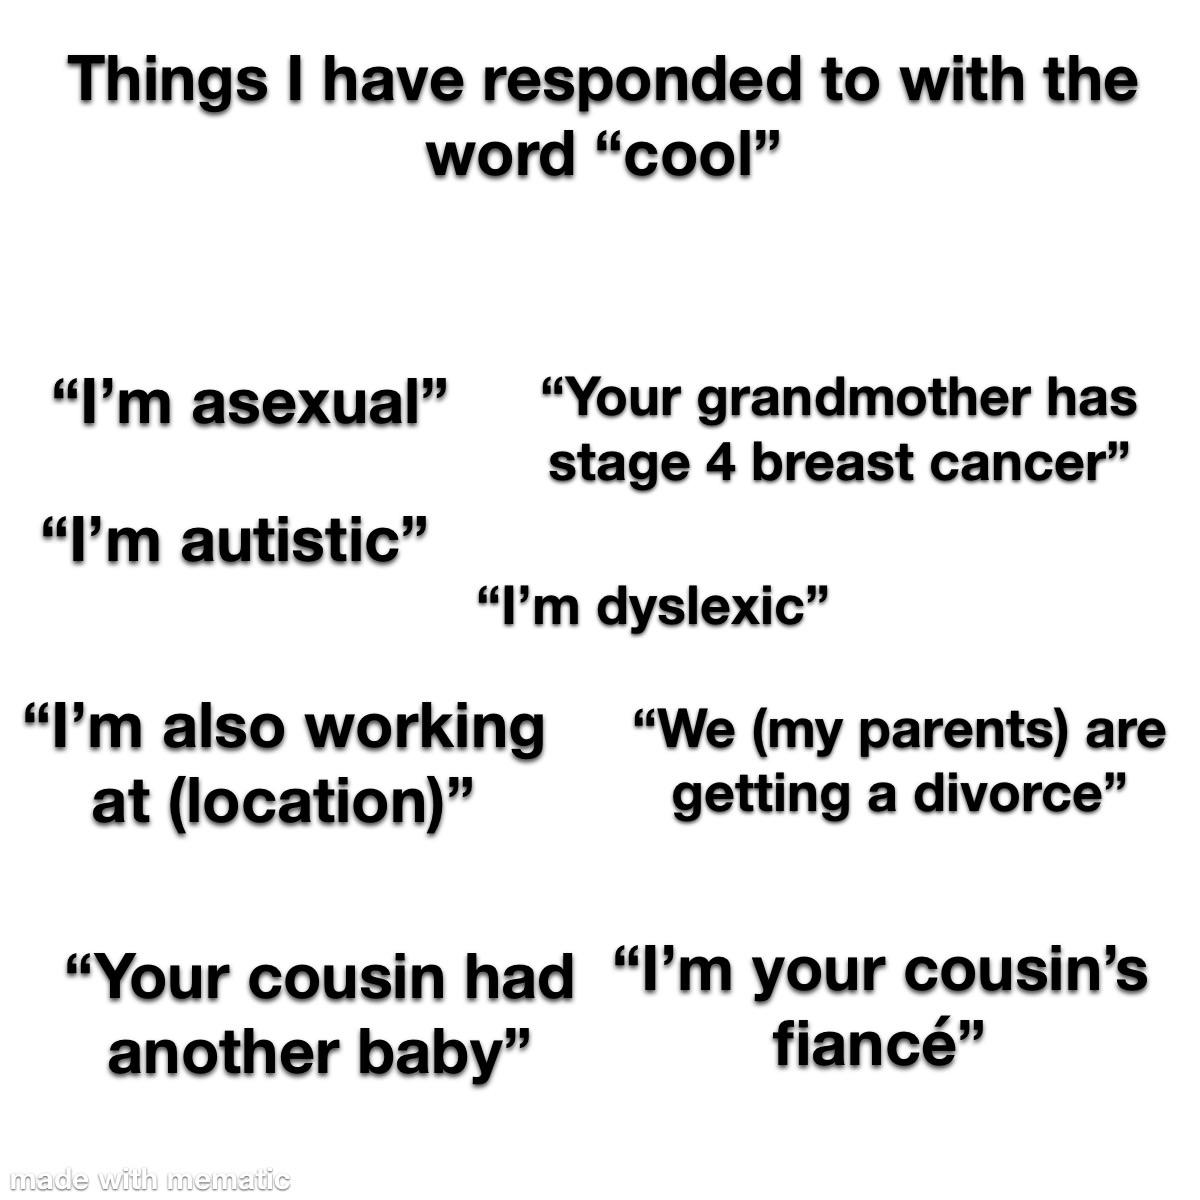 Things I have responded to with the
word “cool”
“I’m asexual”
“Your grandmother has
stage 4 breast cancer”
“I’m autistic”
“I’m dyslexic”
“I’m also working
at (location)”
“We (my parents) are
getting a divorce”
“Your cousin had
another baby”
“I’m your cousin’s
fiancé”
made with mematic